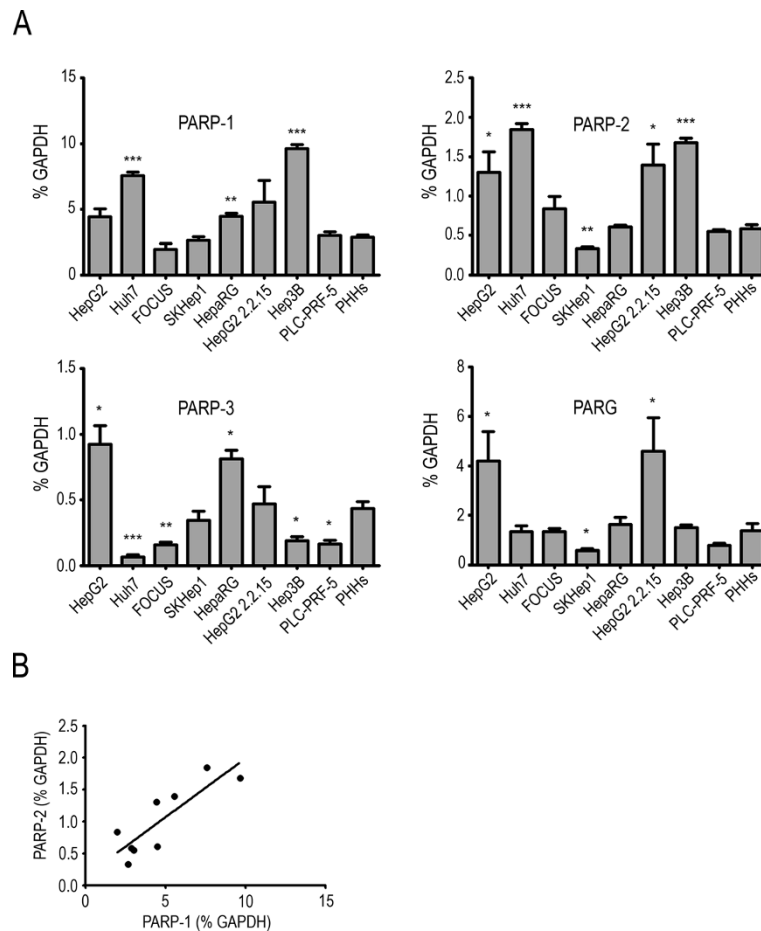 A
PARP-1
% GAPDH
15
10
5
0
***
**
***
HepG2
Huh7
FOCUS
SKHep1
HepaRG
HepG2 2.2.15
Hep3B
PLC-PRF-5
PHHs
PARP-2
% GAPDH
2.5
2.0
1.5
1.0
0.5
0.0
*
***
**
*
***
HepG2
Huh7
FOCUS
SKHep1
HepaRG
HepG2 2.2.15
Hep3B
PLC-PRF-5
PHHs
PARP-3
% GAPDH
1.5
1.0
0.5
0.0
*
***
**
*
*
*
HepG2
Huh7
FOCUS
SKHep1
HepaRG
HepG2 2.2.15
Hep3B
PLC-PRF-5
PHHs
PARG
% GAPDH
8
6
4
2
0
*
*
*
HepG2
Huh7
FOCUS
SKHep1
HepaRG
HepG2 2.2.15
Hep3B
PLC-PRF-5
PHHs
B
PARP-2 (% GAPDH)
2.5
2.0
1.5
1.0
0.5
0.0
0
5
10
15
PARP-1 (% GAPDH)